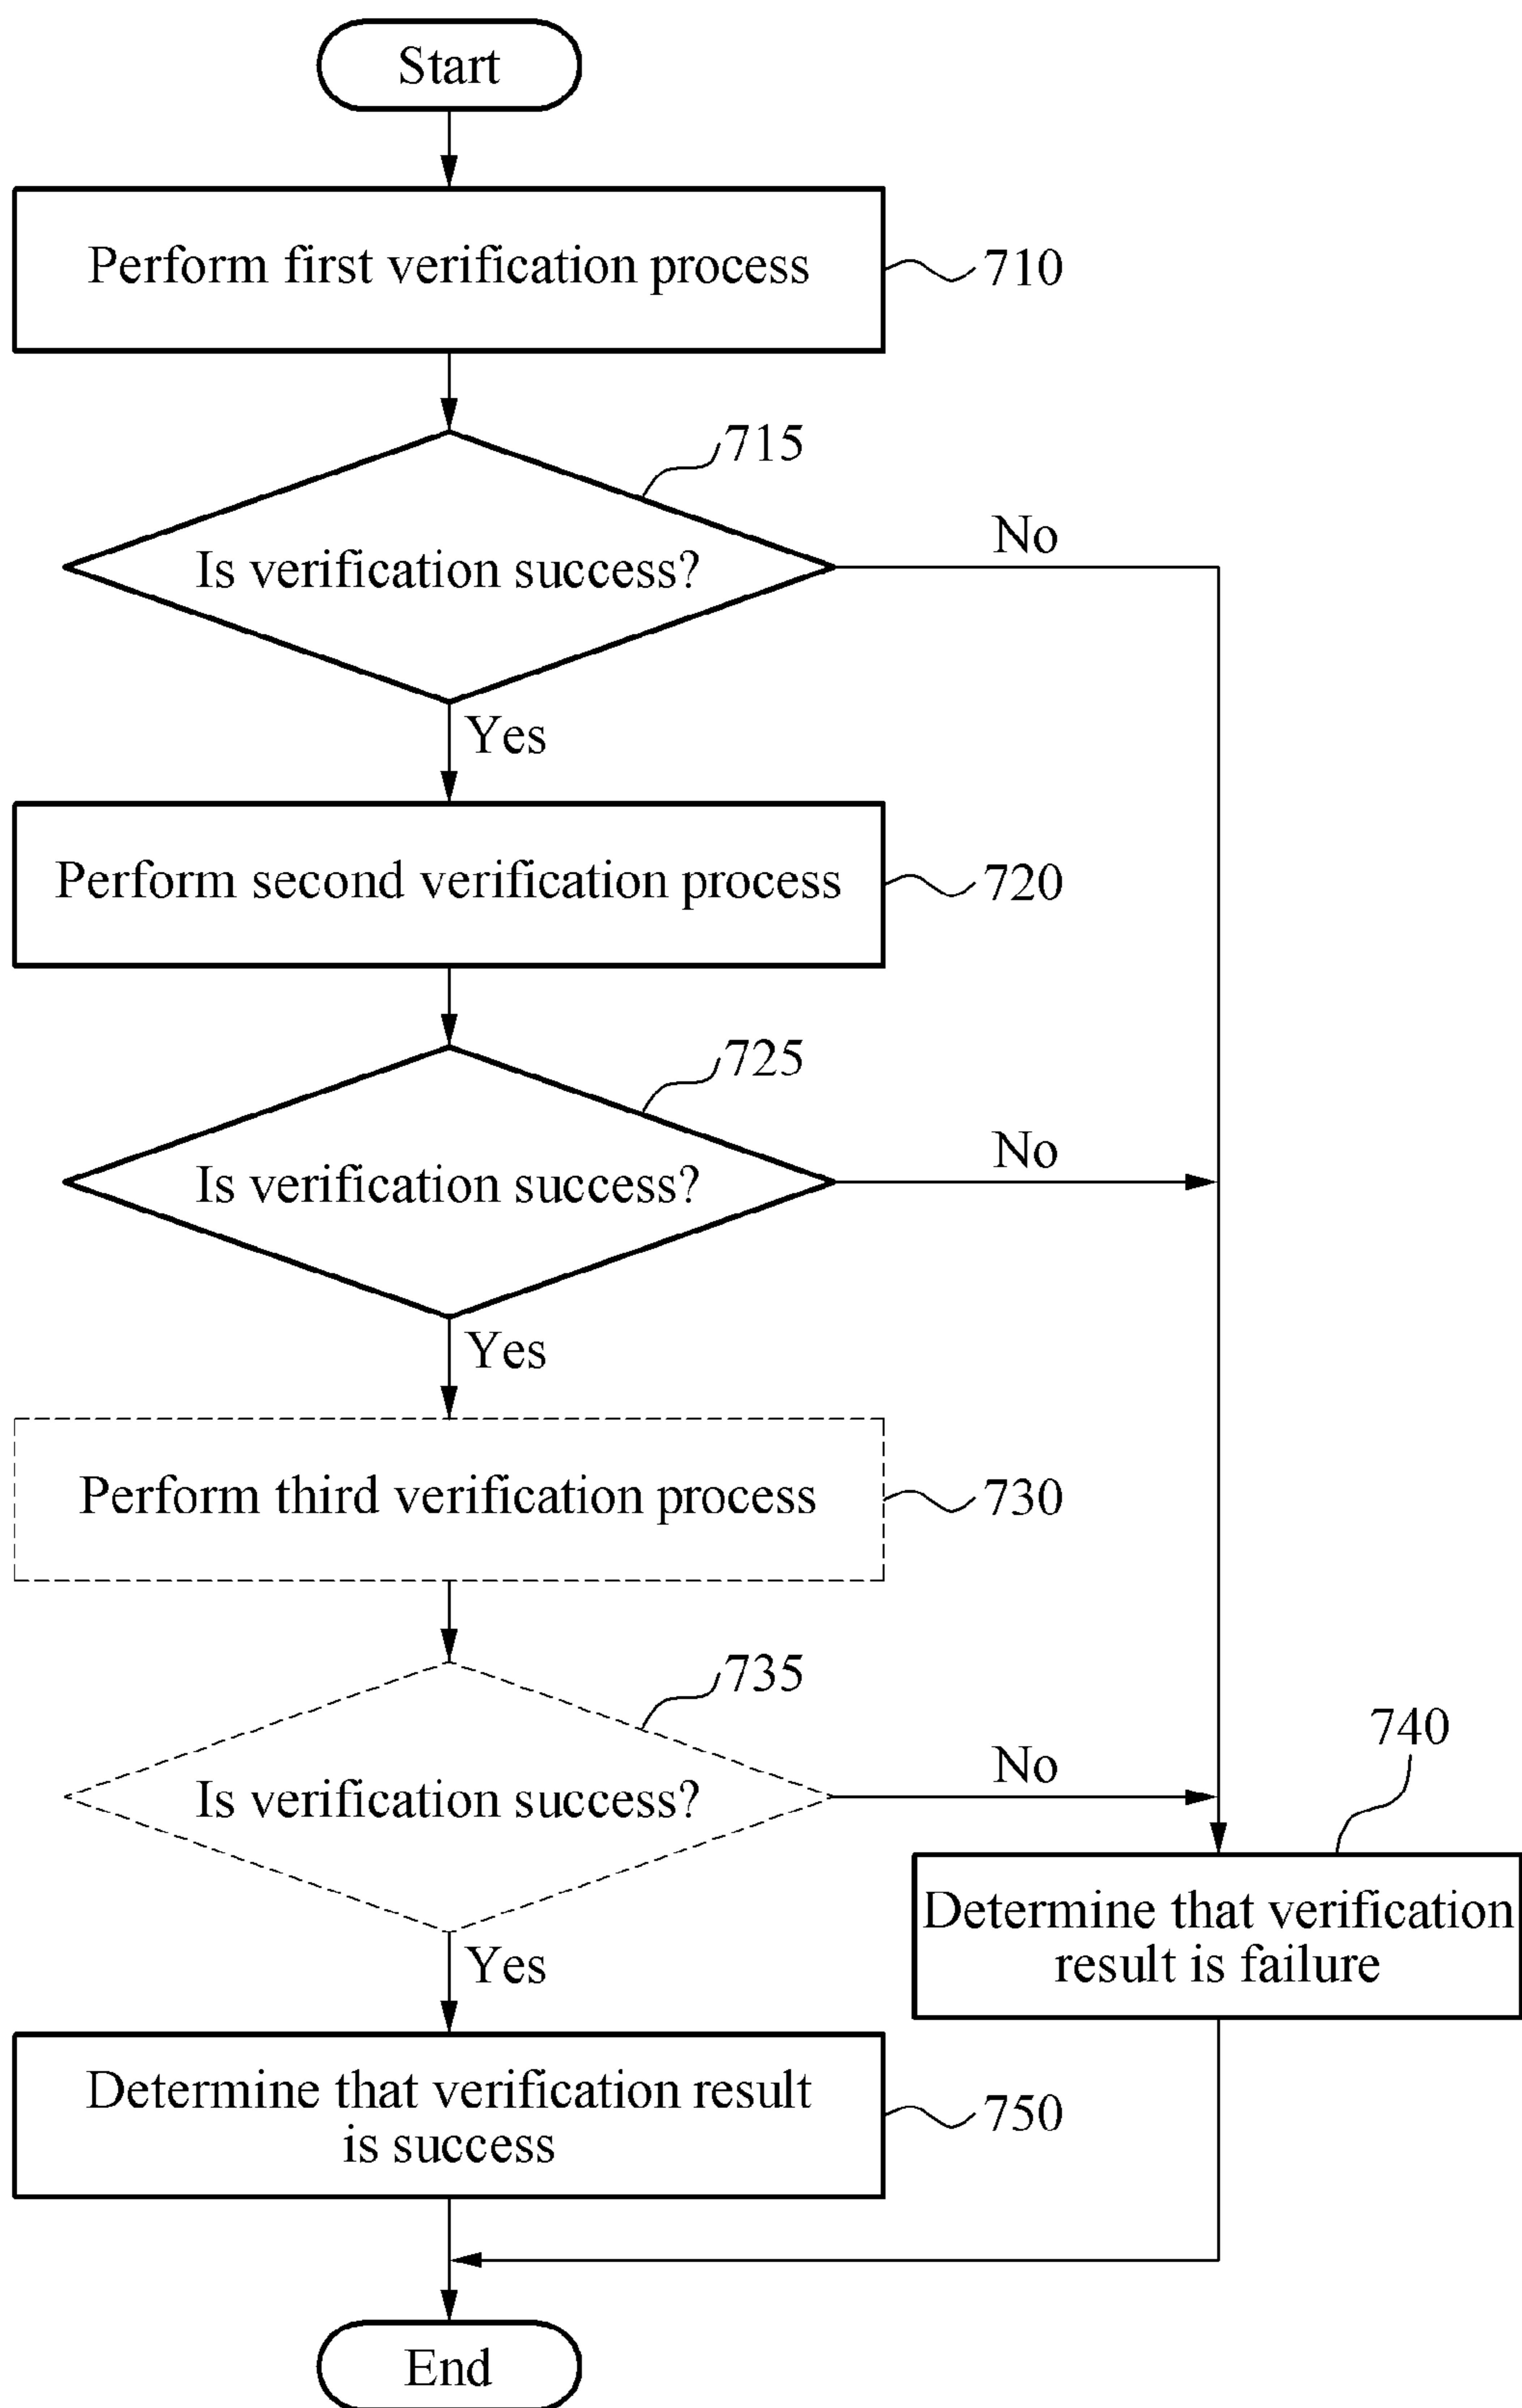 Start
Perform first verification process
710
715
Is verification success?
No
Yes
Perform second verification process
720
725
Is verification success?
No
Yes
Perform third verification process
730
735
Is verification success?
No
740
Determine that verification
result is failure
Yes
Determine that verification result
is success
750
End